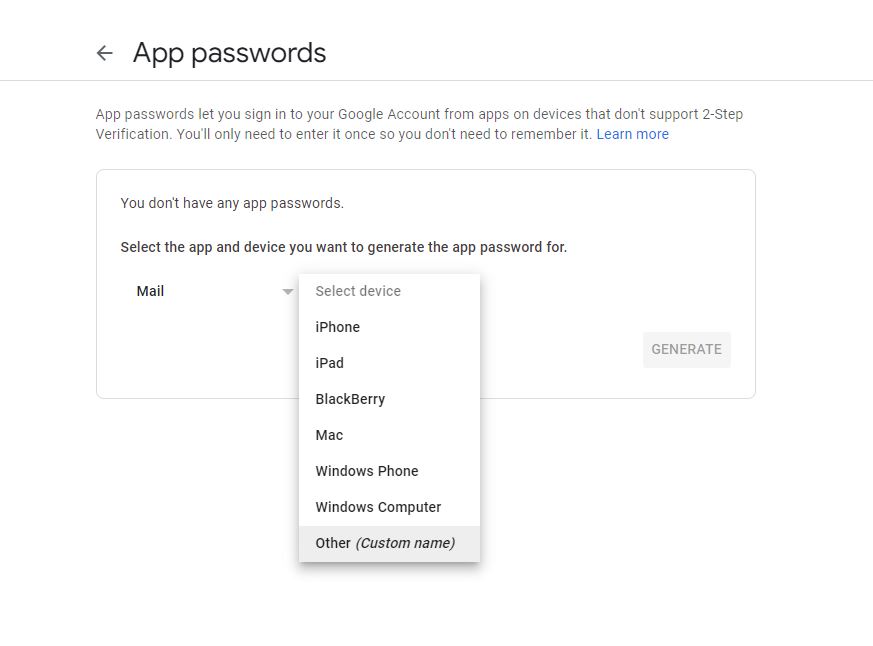 App passwords
App passwords let you sign in to your Google Account from apps on devices that don't support 2-Step
Verification. You'll only need to enter it once so you don't need to remember it. Learn more
You don't have any app passwords.
Select the app and device you want to generate the app password for.
Mail
Select device
iPhone
iPad
BlackBerry
Mac
Windows Phone
Windows Computer
Other (Custom name)
GENERATE